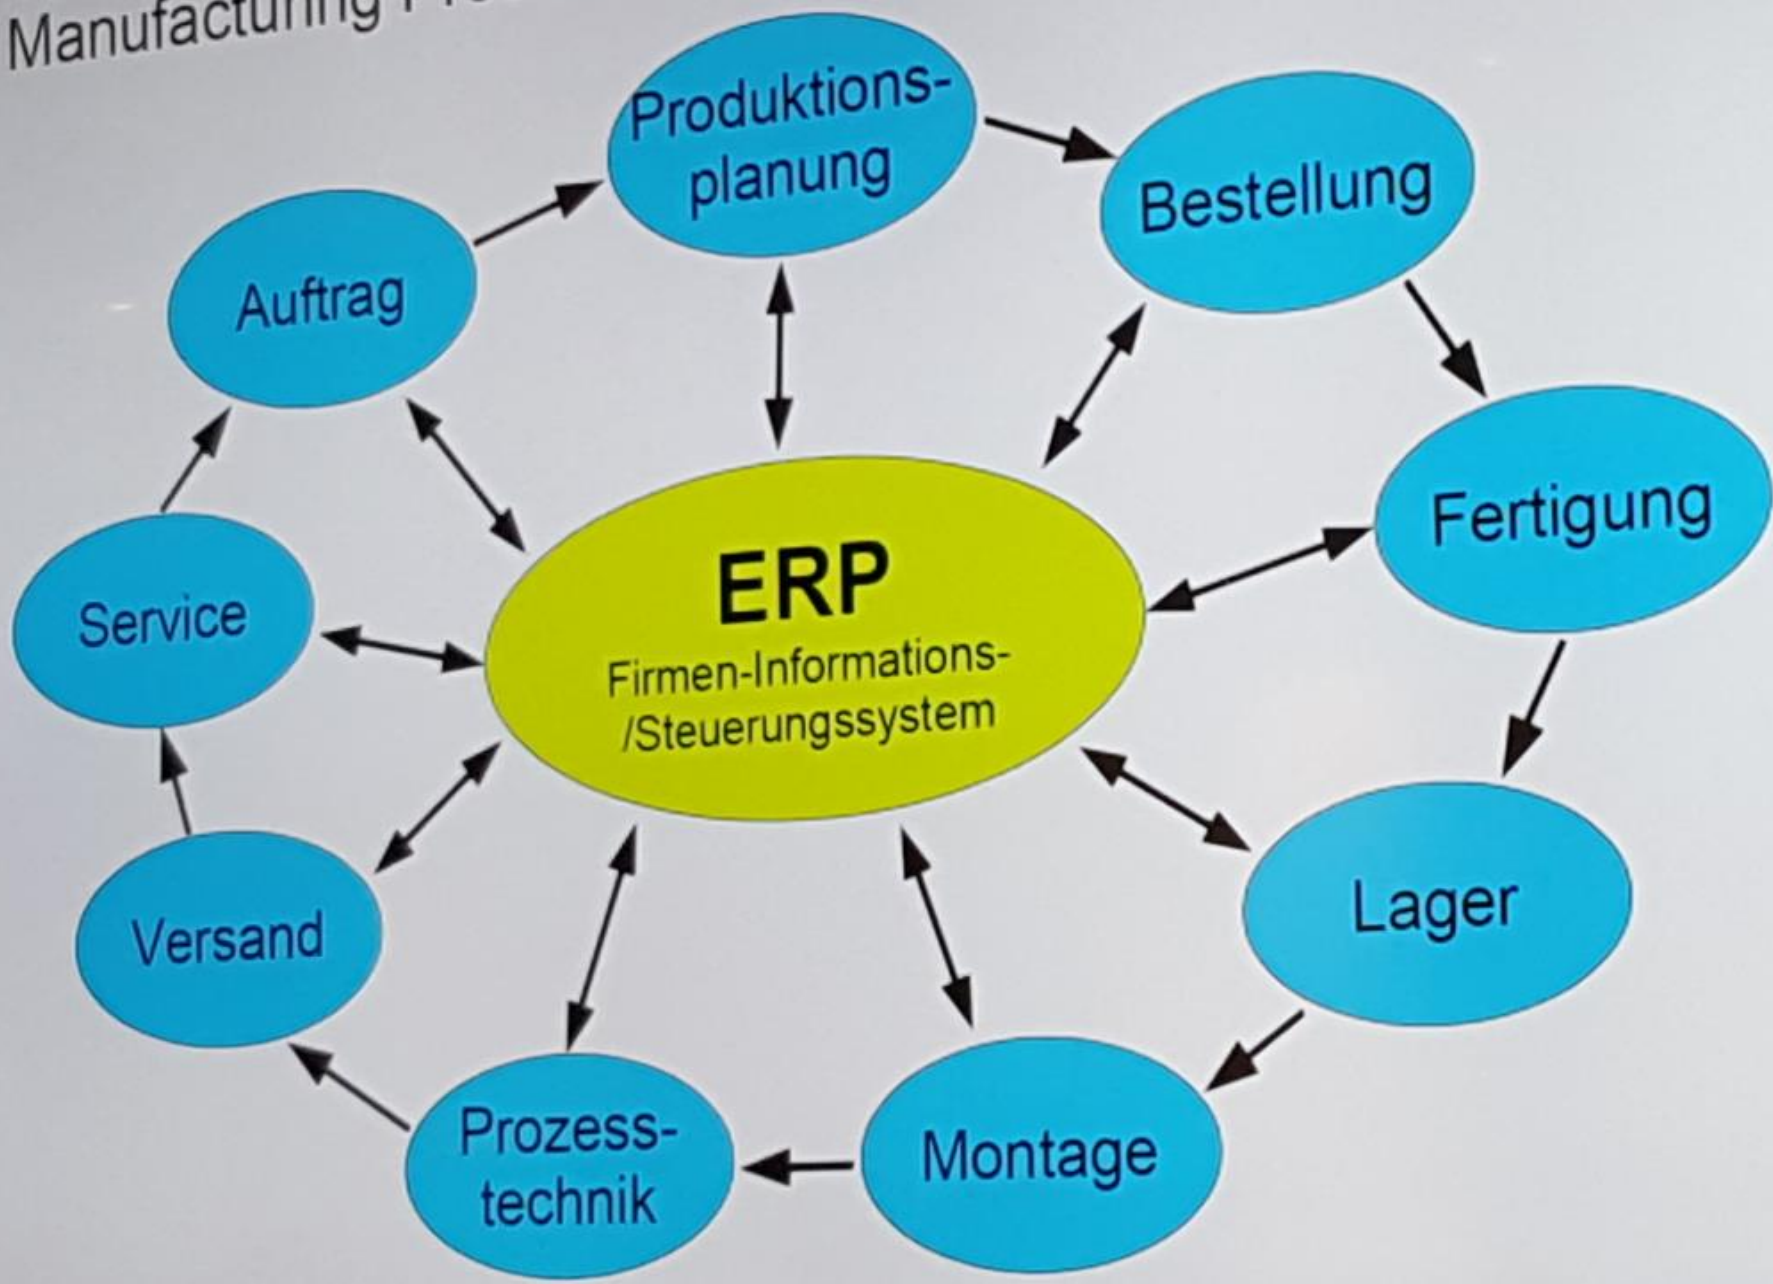 Manufacturing
Produktions-
planung
Bestellung
Auftrag
Fertigung
ERP
Firmen-Informations-
/Steuerungssystem
Service
Lager
Versand
Prozess-
technik
Montage